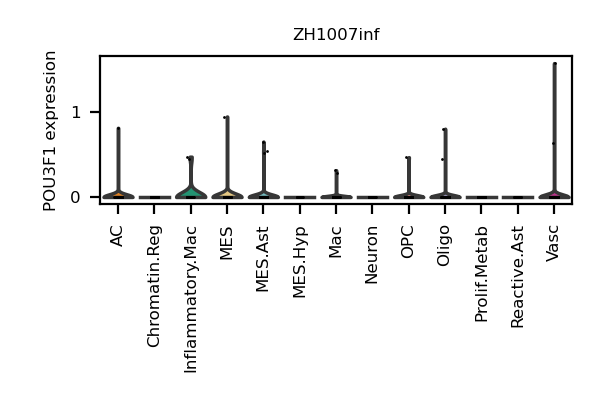 ZH1007inf
POU3F1 expression
1
0
AC
Chromatin.Reg
Inflammatory.Mac
MES
MES.Ast
MES.Hyp
Mac
Neuron
OPC
Oligo
Prolif.Metab
Reactive.Ast
Vasc